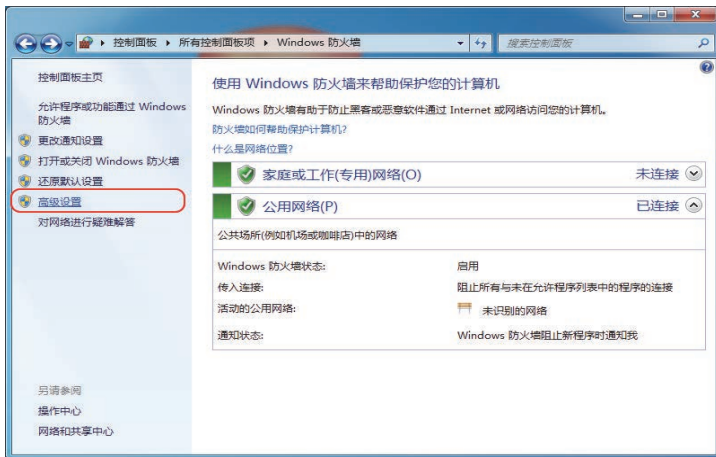 控制面板 ▸ 所有控制面板项 ▸ Windows 防火墙
搜索控制面板
控制面板主页
允许程序或功能通过 Windows
防火墙
更改通知设置
打开或关闭 Windows 防火墙
还原默认设置
高级设置
对网络进行疑难解答
另请参阅
操作中心
网络和共享中心
使用 Windows 防火墙来帮助保护您的计算机
Windows 防火墙有助于防止黑客或恶意软件通过 Internet 或网络访问您的计算机。
防火墙如何帮助保护计算机?
什么是网络位置?
家庭或工作(专用)网络(O) 未连接
公用网络(P) 已连接
公共场所(例如机场或咖啡店)中的网络
Windows 防火墙状态: 启用
传入连接: 阻止所有与未在允许程序列表中的程序的连接
活动的公用网络: 未识别的网络
通知状态: Windows 防火墙阻止新程序时通知我